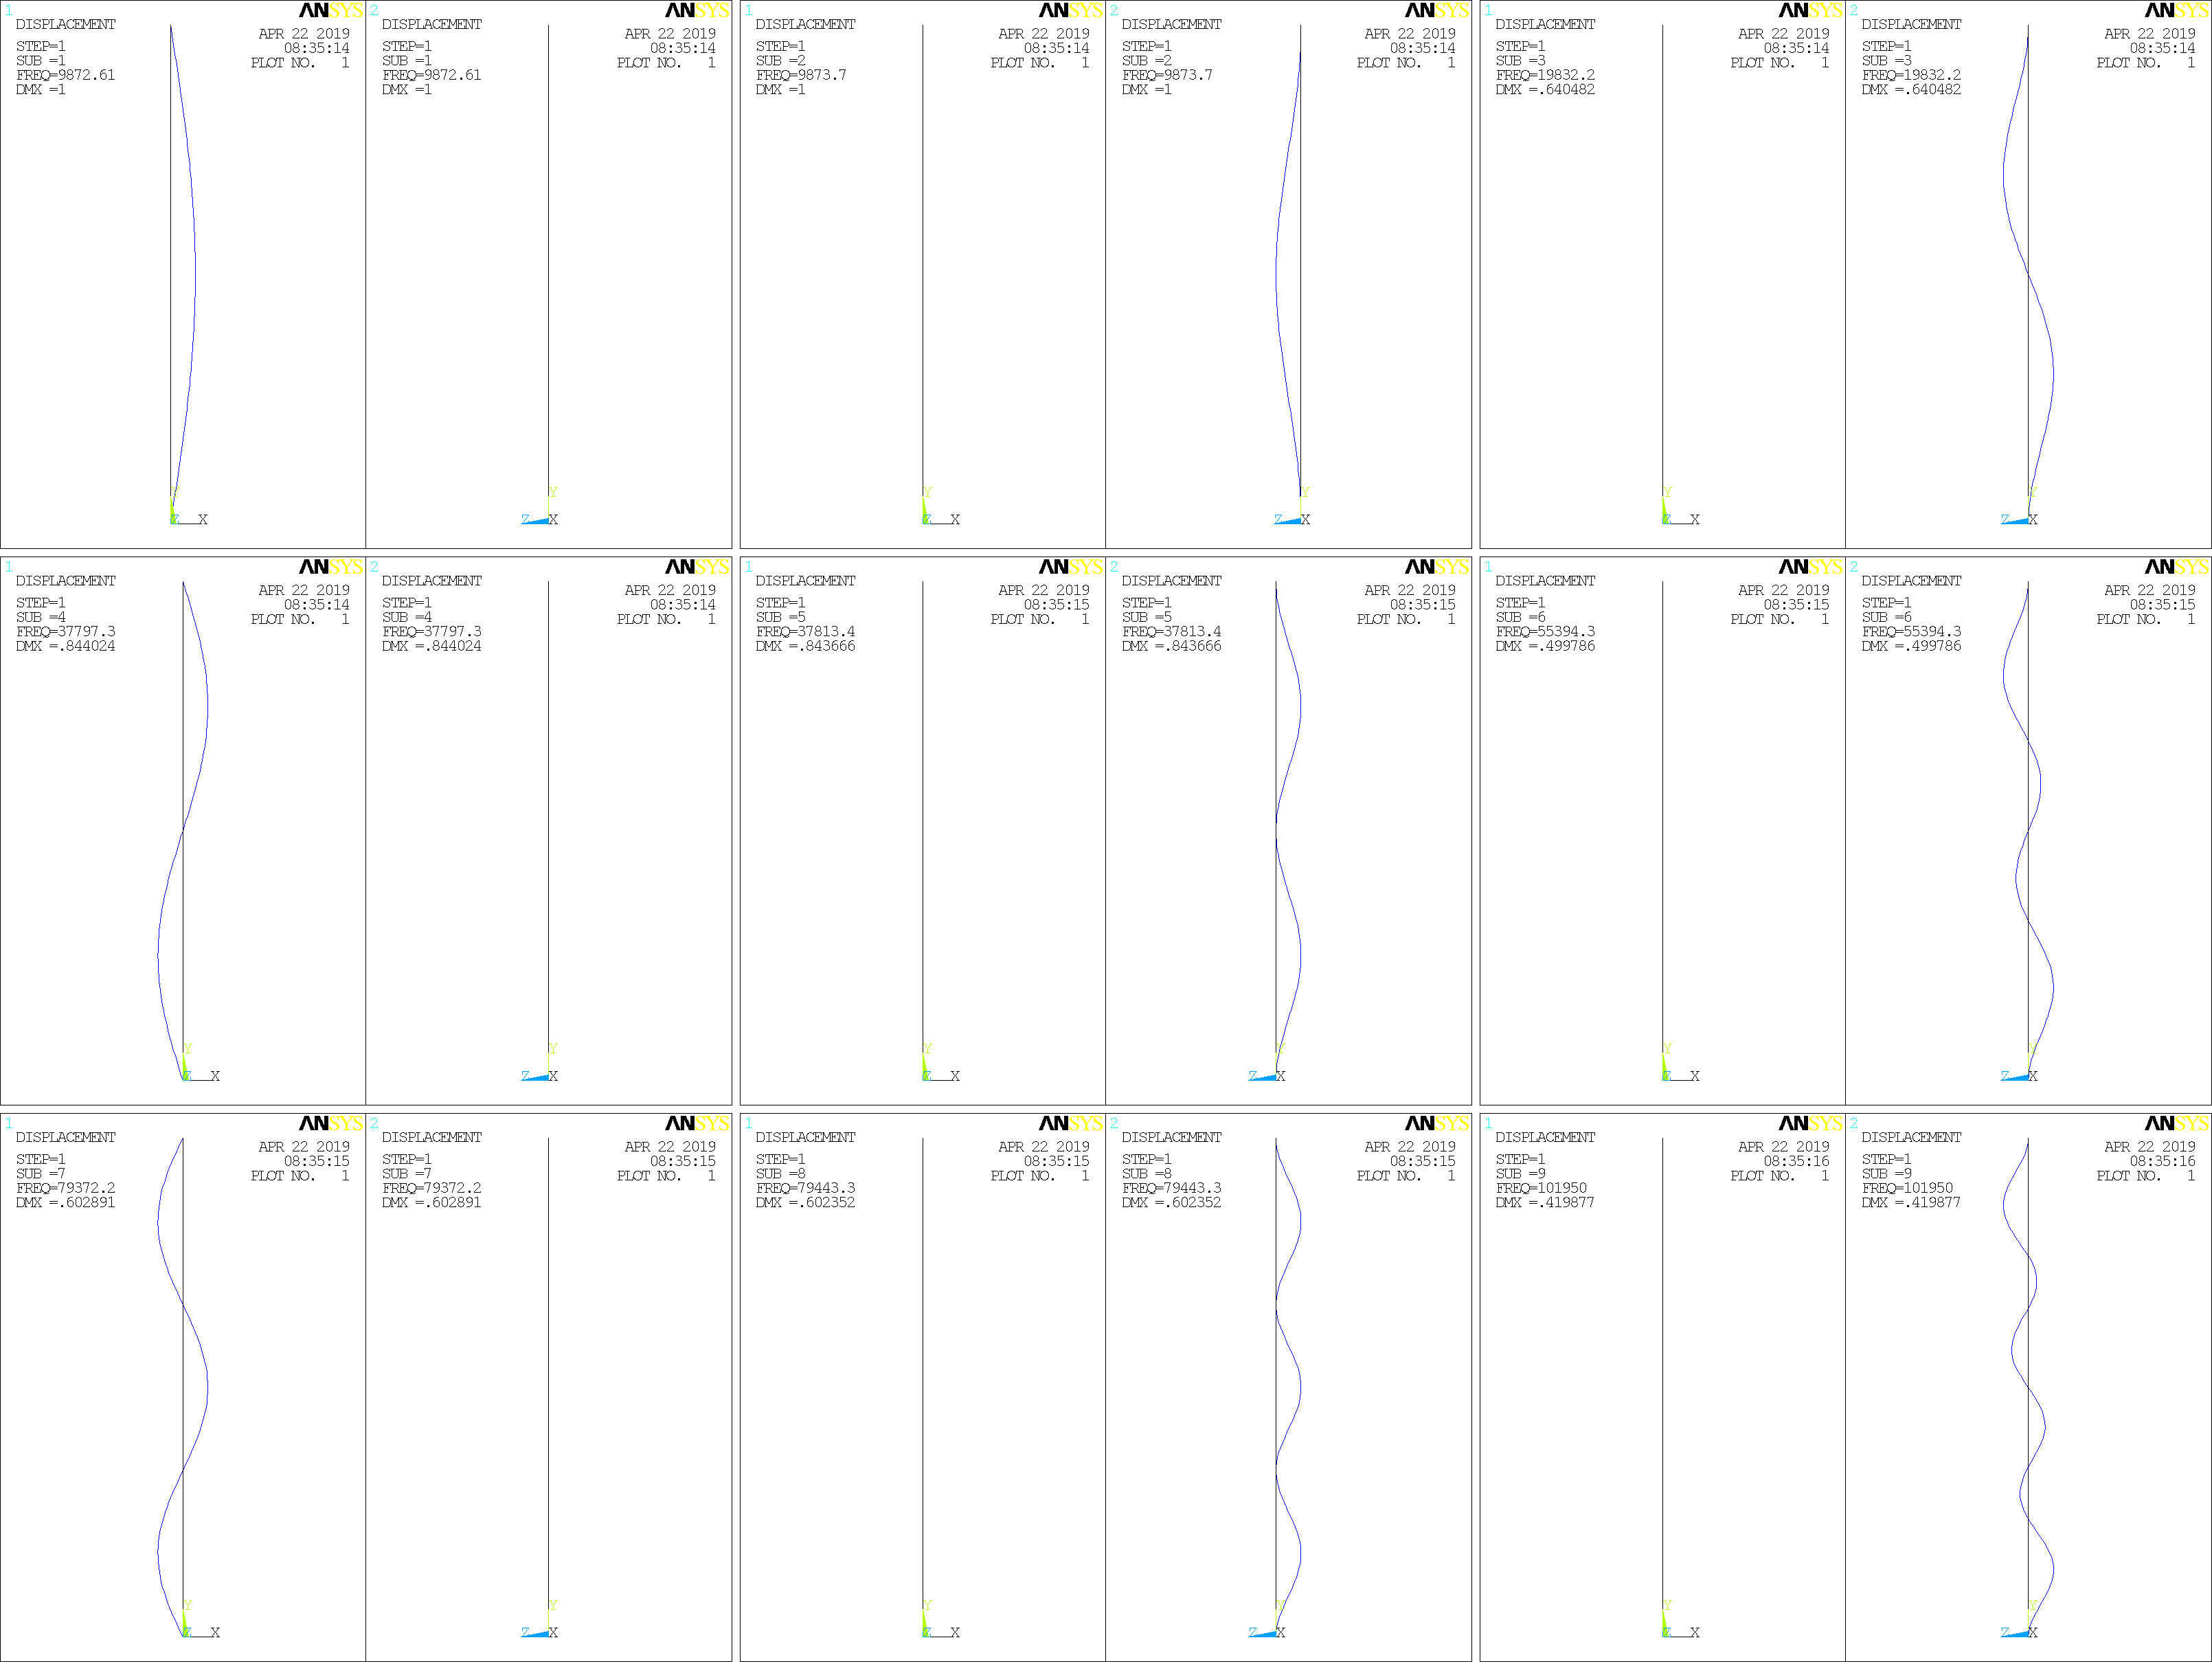 1
ANSYS
DISPLACEMENT
APR 22 2019
STEP=1
08:35:14
SUB =1
PLOT NO. 1
FREQ=9872.61
DMX =1
Y
Z X
2
ANSYS
DISPLACEMENT
APR 22 2019
STEP=1
08:35:14
SUB =1
PLOT NO. 1
FREQ=9872.61
DMX =1
Y
Z X
1
ANSYS
DISPLACEMENT
APR 22 2019
STEP=1
08:35:14
SUB =2
PLOT NO. 1
FREQ=9873.7
DMX =1
Y
Z X
2
ANSYS
DISPLACEMENT
APR 22 2019
STEP=1
08:35:14
SUB =2
PLOT NO. 1
FREQ=9873.7
DMX =1
Y
Z X
1
ANSYS
DISPLACEMENT
APR 22 2019
STEP=1
08:35:14
SUB =3
PLOT NO. 1
FREQ=19832.2
DMX =.640482
Y
Z X
2
ANSYS
DISPLACEMENT
APR 22 2019
STEP=1
08:35:14
SUB =3
PLOT NO. 1
FREQ=19832.2
DMX =.640482
Y
Z X
1
ANSYS
DISPLACEMENT
APR 22 2019
STEP=1
08:35:14
SUB =4
PLOT NO. 1
FREQ=37797.3
DMX =.844024
Y
Z X
2
ANSYS
DISPLACEMENT
APR 22 2019
STEP=1
08:35:14
SUB =4
PLOT NO. 1
FREQ=37797.3
DMX =.844024
Y
Z X
1
ANSYS
DISPLACEMENT
APR 22 2019
STEP=1
08:35:15
SUB =5
PLOT NO. 1
FREQ=37813.4
DMX =.843666
Y
Z X
2
ANSYS
DISPLACEMENT
APR 22 2019
STEP=1
08:35:15
SUB =5
PLOT NO. 1
FREQ=37813.4
DMX =.843666
Y
Z X
1
ANSYS
DISPLACEMENT
APR 22 2019
STEP=1
08:35:15
SUB =6
PLOT NO. 1
FREQ=55394.3
DMX =.499786
Y
Z X
2
ANSYS
DISPLACEMENT
APR 22 2019
STEP=1
08:35:15
SUB =6
PLOT NO. 1
FREQ=55394.3
DMX =.499786
Y
Z X
1
ANSYS
DISPLACEMENT
APR 22 2019
STEP=1
08:35:15
SUB =7
PLOT NO. 1
FREQ=79372.2
DMX =.602891
Y
Z X
2
ANSYS
DISPLACEMENT
APR 22 2019
STEP=1
08:35:15
SUB =7
PLOT NO. 1
FREQ=79372.2
DMX =.602891
Y
Z X
1
ANSYS
DISPLACEMENT
APR 22 2019
STEP=1
08:35:15
SUB =8
PLOT NO. 1
FREQ=79443.3
DMX =.602352
Y
Z X
2
ANSYS
DISPLACEMENT
APR 22 2019
STEP=1
08:35:15
SUB =8
PLOT NO. 1
FREQ=79443.3
DMX =.602352
Y
Z X
1
ANSYS
DISPLACEMENT
APR 22 2019
STEP=1
08:35:16
SUB =9
PLOT NO. 1
FREQ=101950
DMX =.419877
Y
Z X
2
ANSYS
DISPLACEMENT
APR 22 2019
STEP=1
08:35:16
SUB =9
PLOT NO. 1
FREQ=101950
DMX =.419877
Y
Z X